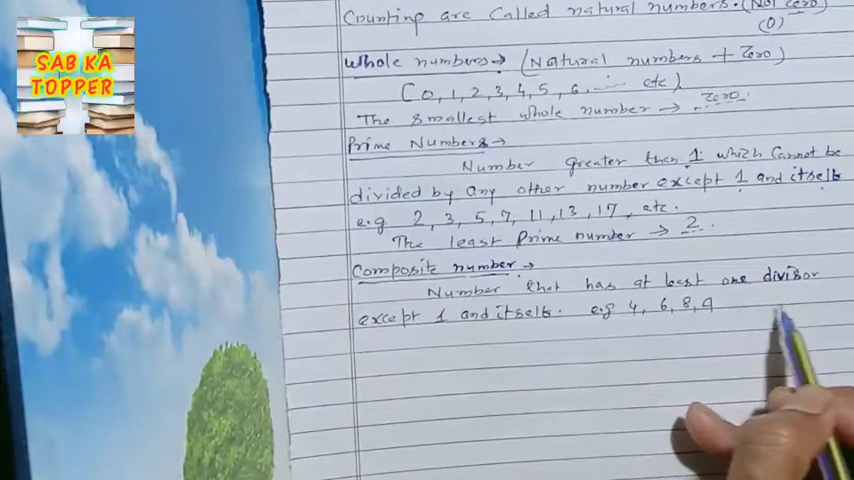 SAB KA
TOPPER
Counting are Called natural numbers. (Not zero)
(0)
Whole numbers → (Natural numbers + Zero)
(0,1,2,3,4,5,6...... etc)
The smallest whole number → zero.
Prime Numbers →
Number greater then 1 which Cannot be
divided by any other number except 1 and itself
e.g 2, 3, 5, 7, 11, 13, 17, etc.
The least Prime number → 2.
Composite number →
Number that has at least one divisor
except 1 and itself. e.g 4, 6, 8, 9